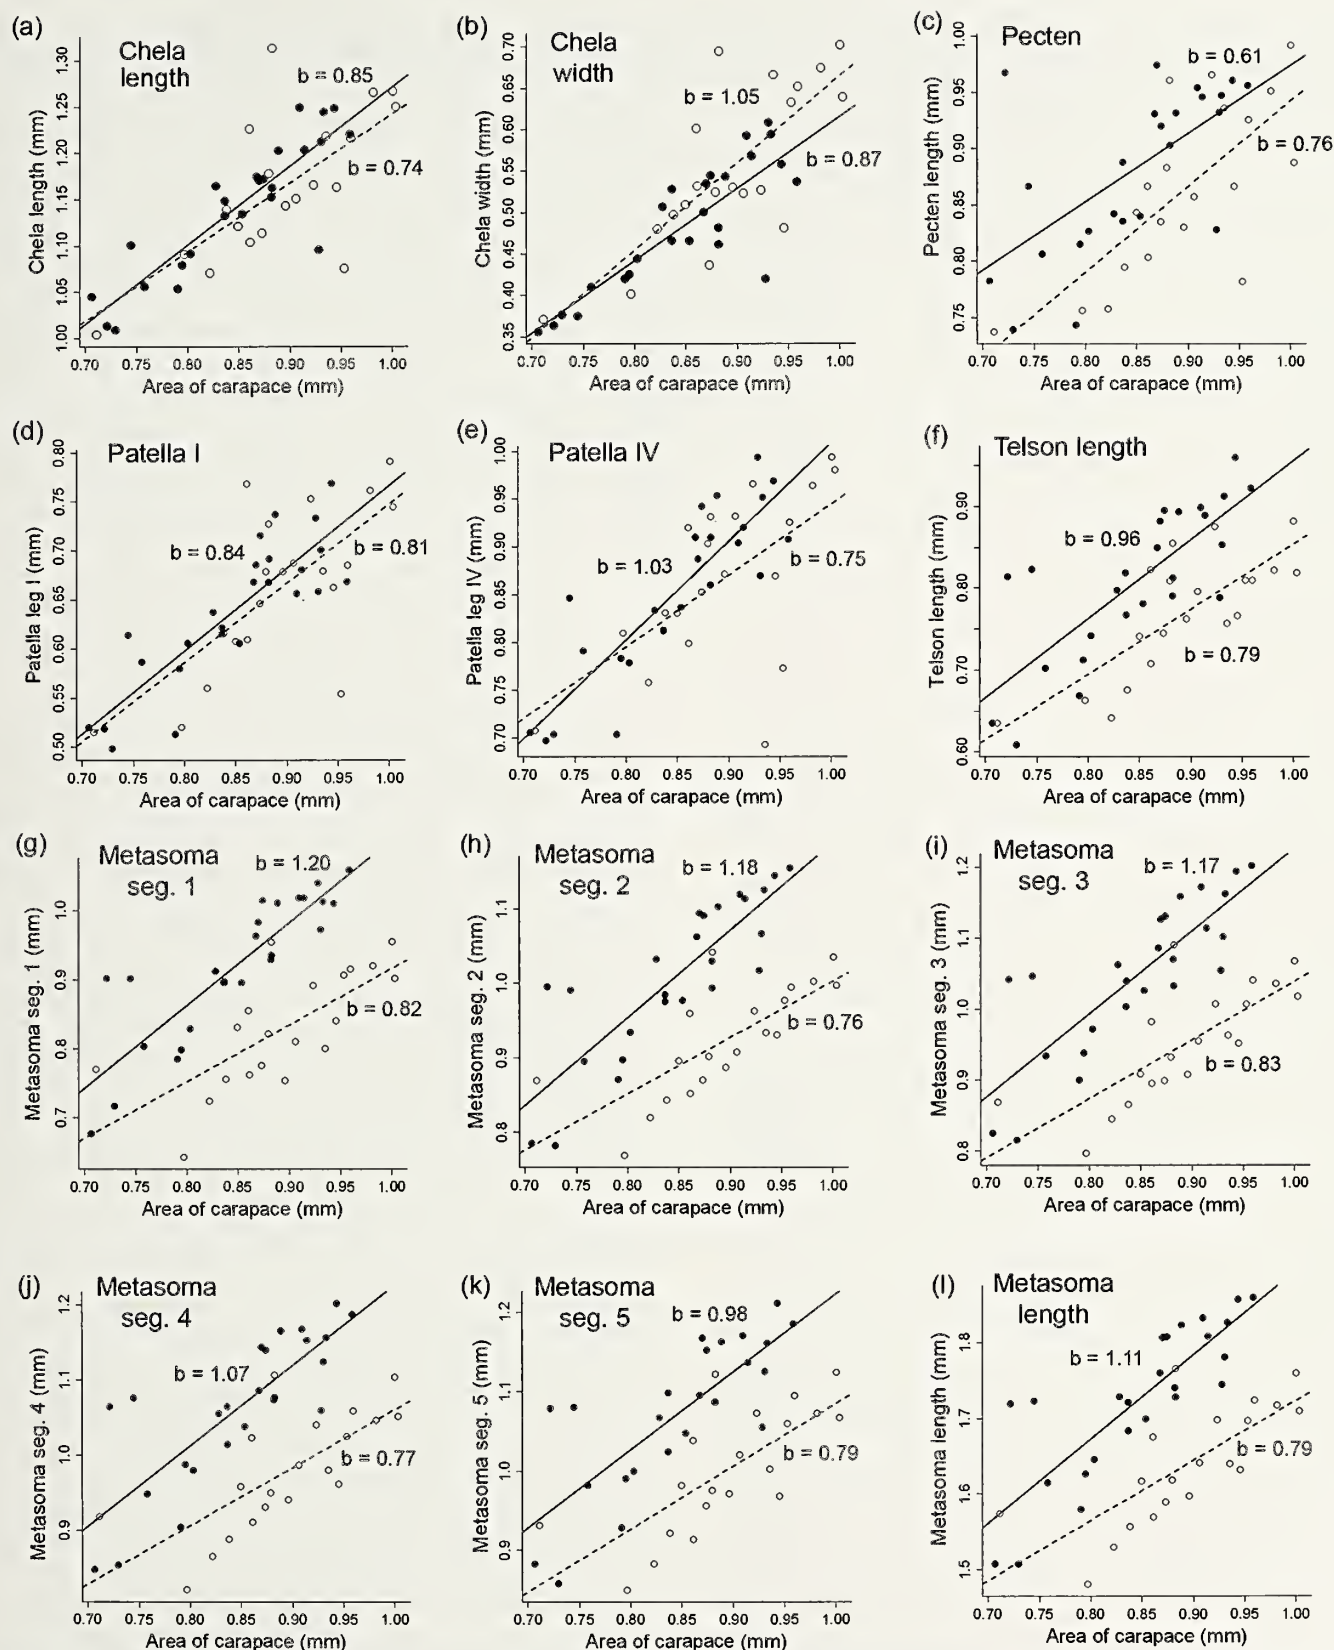 (a)
Chela
length
b = 0.85
b = 0.74
Chela length (mm)
1.00 1.05 1.10 1.15 1.20 1.25 1.30
0.70 0.75 0.80 0.85 0.90 0.95 1.00
Area of carapace (mm)
(b)
Chela
width
b = 1.05
b = 0.87
Chela width (mm)
0.35 0.40 0.45 0.50 0.55 0.60 0.65 0.70
0.70 0.75 0.80 0.85 0.90 0.95 1.00
Area of carapace (mm)
(c)
Pecten
b = 0.61
b = 0.76
Pecten length (mm)
0.75 0.80 0.85 0.90 0.95 1.00
0.70 0.75 0.80 0.85 0.90 0.95 1.00
Area of carapace (mm)
(d)
Patella I
b = 0.84
b = 0.81
Patella leg I (mm)
0.50 0.55 0.60 0.65 0.70 0.75 0.80
0.70 0.75 0.80 0.85 0.90 0.95 1.00
Area of carapace (mm)
(e)
Patella IV
b = 1.03
b = 0.75
Patella leg IV (mm)
0.70 0.75 0.80 0.85 0.90 0.95 1.00
0.70 0.75 0.80 0.85 0.90 0.95 1.00
Area of carapace (mm)
(f)
Telson length
b = 0.96
b = 0.79
Telson length (mm)
0.60 0.70 0.80 0.90
0.70 0.75 0.80 0.85 0.90 0.95 1.00
Area of carapace (mm)
(g)
Metasoma
seg. 1
b = 1.20
b = 0.82
Metasoma seg. 1 (mm)
0.7 0.8 0.9 1.0
0.70 0.75 0.80 0.85 0.90 0.95 1.00
Area of carapace (mm)
(h)
Metasoma
seg. 2
b = 1.18
b = 0.76
Metasoma seg. 2 (mm)
0.8 0.9 1.0 1.1
0.70 0.75 0.80 0.85 0.90 0.95 1.00
Area of carapace (mm)
(i)
Metasoma
seg. 3
b = 1.17
b = 0.83
Metasoma seg. 3 (mm)
0.8 0.9 1.0 1.1 1.2
0.70 0.75 0.80 0.85 0.90 0.95 1.00
Area of carapace (mm)
(j)
Metasoma
seg. 4
b = 1.07
b = 0.77
Metasoma seg. 4 (mm)
0.9 1.0 1.1 1.2
0.70 0.75 0.80 0.85 0.90 0.95 1.00
Area of carapace (mm)
(k)
Metasoma
seg. 5
b = 0.98
b = 0.79
Metasoma seg. 5 (mm)
0.9 1.0 1.1 1.2
0.70 0.75 0.80 0.85 0.90 0.95 1.00
Area of carapace (mm)
(l)
Metasoma
length
b = 1.11
b = 0.79
Metasoma length (mm)
1.5 1.6 1.7 1.8
0.70 0.75 0.80 0.85 0.90 0.95 1.00
Area of carapace (mm)